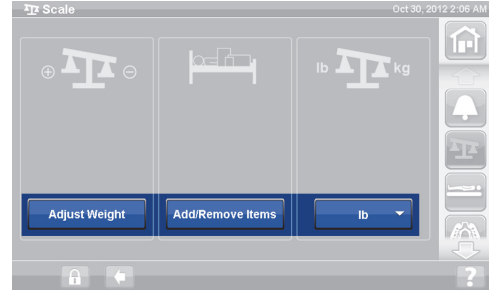 Scale
Oct 30, 2012 2:06 AM
lb kg
Adjust Weight
Add/Remove Items
lb
?